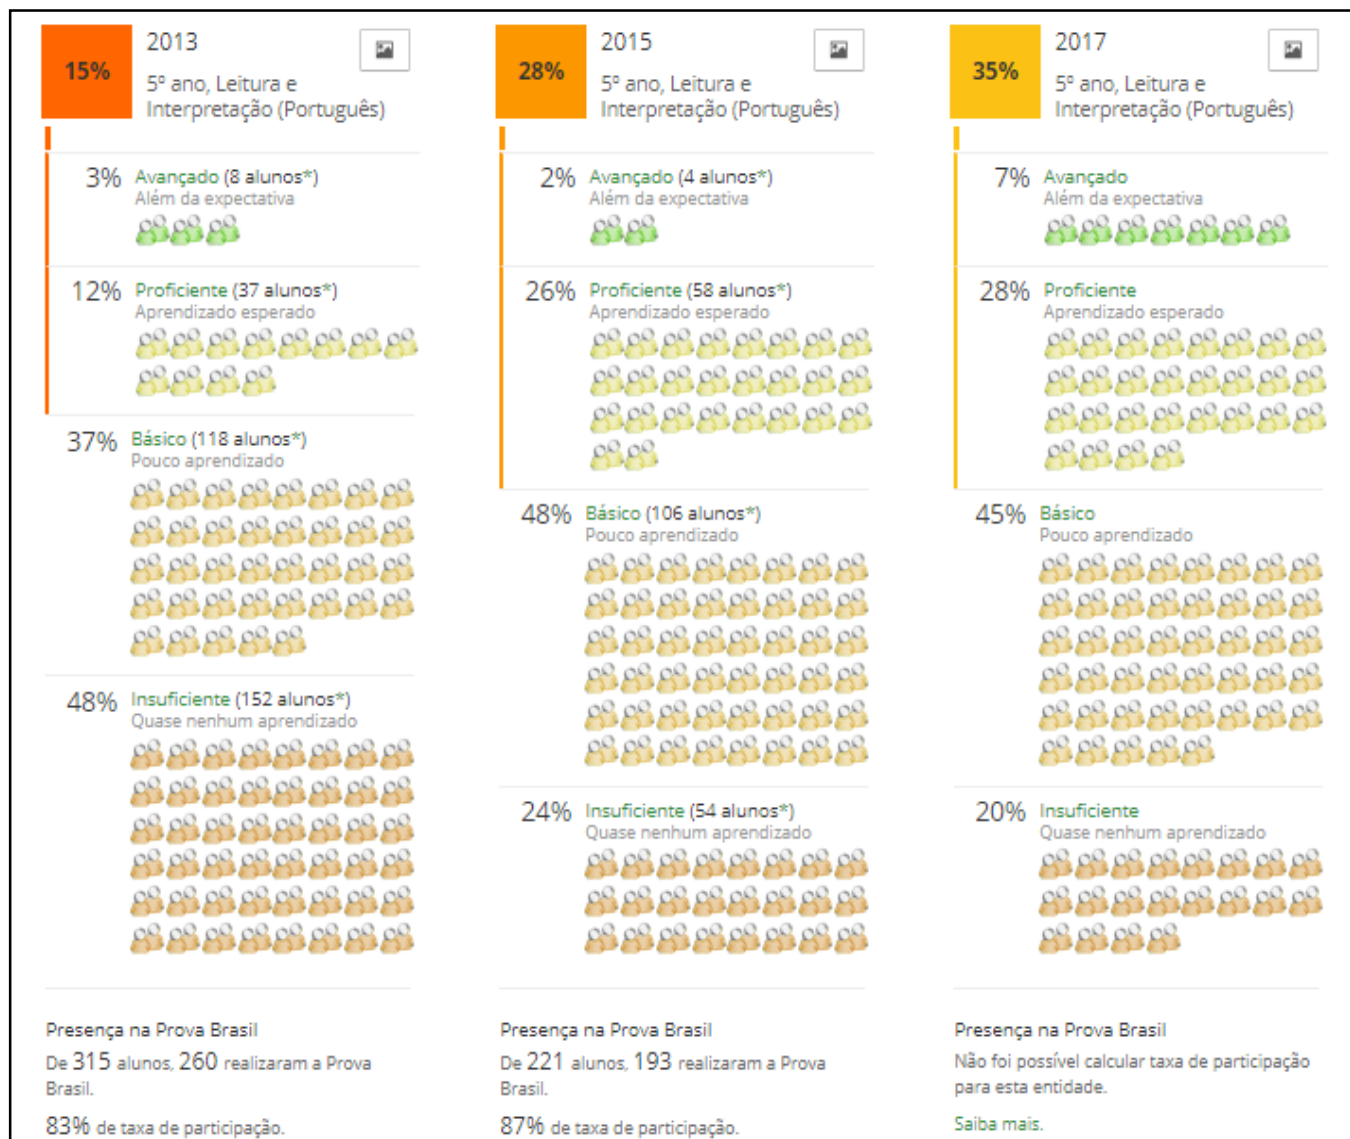 15%
2013
5º ano, Leitura e
Interpretação (Português)
3% Avançado (8 alunos*)
Além da expectativa
12% Proficiente (37 alunos*)
Aprendizado esperado
37% Básico (118 alunos*)
Pouco aprendizado
48% Insuficiente (152 alunos*)
Quase nenhum aprendizado
Presença na Prova Brasil
De 315 alunos, 260 realizaram a Prova
Brasil.
83% de taxa de participação.
28%
2015
5º ano, Leitura e
Interpretação (Português)
2% Avançado (4 alunos*)
Além da expectativa
26% Proficiente (58 alunos*)
Aprendizado esperado
48% Básico (106 alunos*)
Pouco aprendizado
24% Insuficiente (54 alunos*)
Quase nenhum aprendizado
Presença na Prova Brasil
De 221 alunos, 193 realizaram a Prova
Brasil.
87% de taxa de participação.
35%
2017
5º ano, Leitura e
Interpretação (Português)
7% Avançado
Além da expectativa
28% Proficiente
Aprendizado esperado
45% Básico
Pouco aprendizado
20% Insuficiente
Quase nenhum aprendizado
Presença na Prova Brasil
Não foi possível calcular taxa de participação
para esta entidade.
Saiba mais.